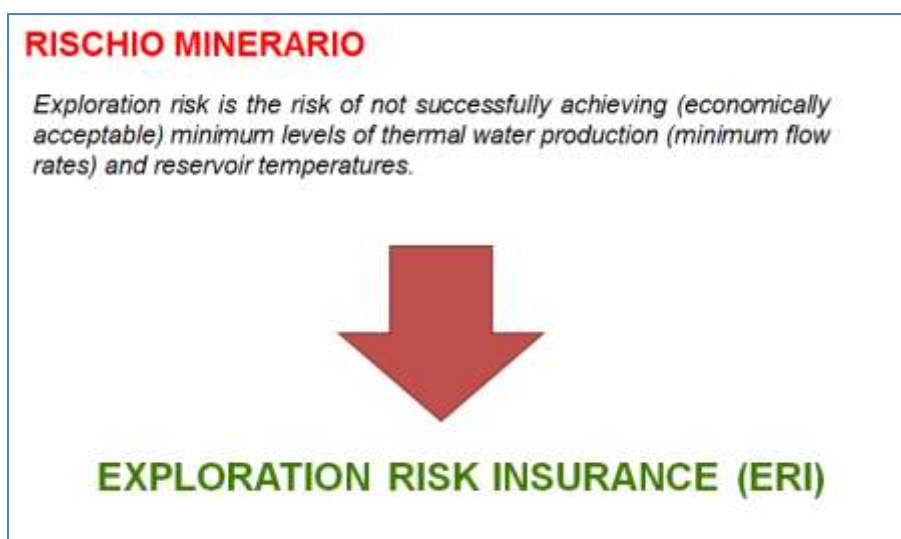 RISCHIO MINERARIO
Exploration risk is the risk of not successfully achieving (economically
acceptable) minimum levels of thermal water production (minimum flow
rates) and reservoir temperatures.
EXPLORATION RISK INSURANCE (ERI)